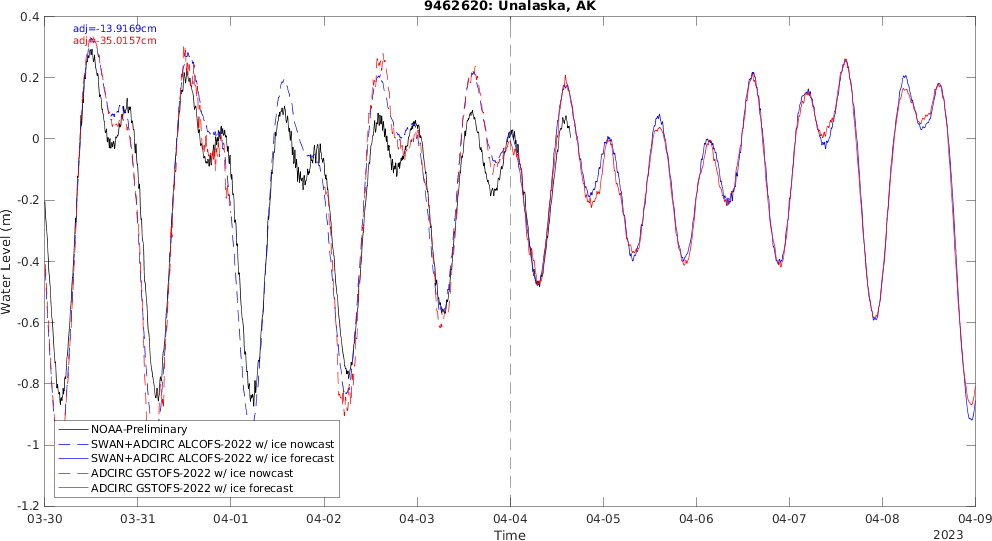 9462620: Unalaska, AK
adj=-13.9169cm
adj=-35.0157cm
Water Level (m)
0.4
0.2
0
-0.2
-0.4
-0.6
-0.8
-1
-1.2
NOAA-Preliminary
SWAN+ADCIRC ALCOFS-2022 w/ ice nowcast
SWAN+ADCIRC ALCOFS-2022 w/ ice forecast
ADCIRC GSTOFS-2022 w/ ice nowcast
ADCIRC GSTOFS-2022 w/ ice forecast
03-30 03-31 04-01 04-02 04-03 04-04 04-05 04-06 04-07 04-08 04-09
Time
2023